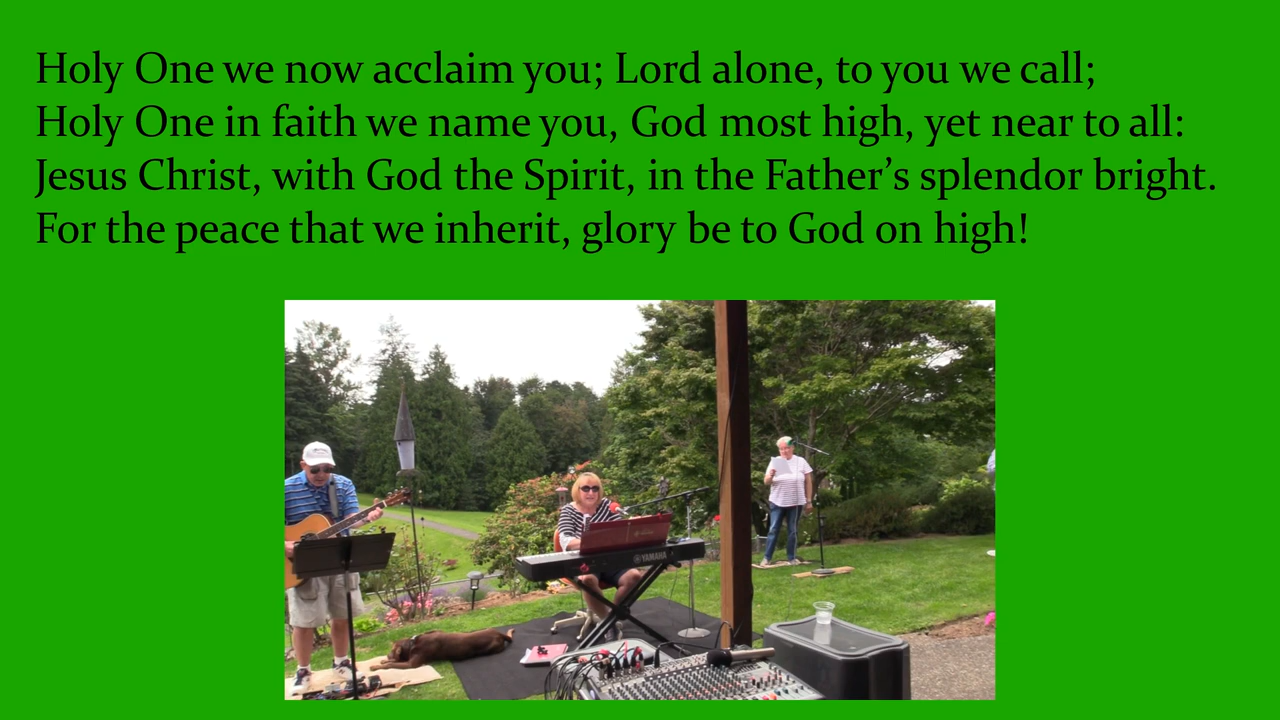 Holy One we now acclaim you; Lord alone, to you we call;
Holy One in faith we name you, God most high, yet near to all:
Jesus Christ, with God the Spirit, in the Father’s splendor bright.
For the peace that we inherit, glory be to God on high!
YAMAHA